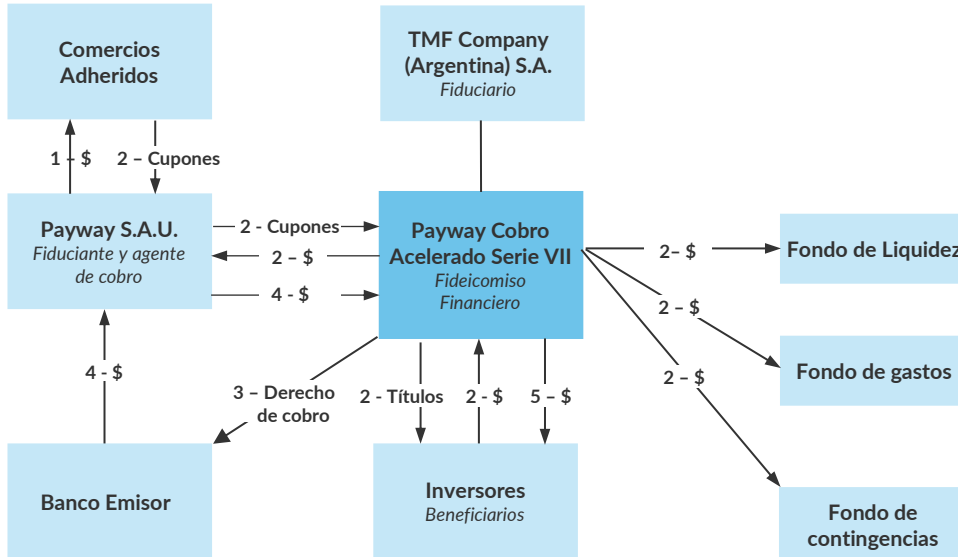 Comercios
Adheridos
TMF Company
(Argentina) S.A.
Fiduciario
1 – $
2 – Cupones
Payway S.A.U.
Fiduciante y agente
de cobro
2 - Cupones
2 – $
4 - $
Payway Cobro
Acelerado Serie VII
Fideicomiso
Financiero
2– $
Fondo de Liquidez
2 – $
Fondo de gastos
2 – $
4 - $
3 – Derecho
de cobro
2 - Títulos
2 - $
5 – $
Banco Emisor
Inversores
Beneficiarios
Fondo de
contingencias